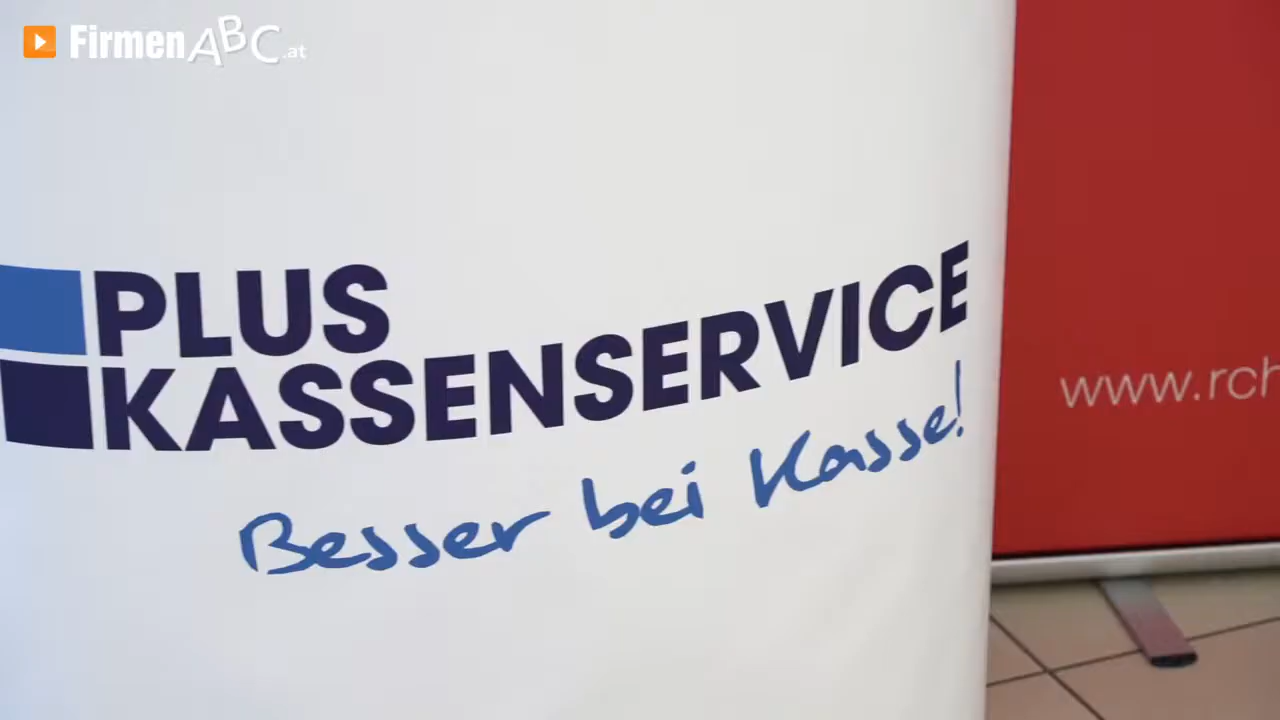 FirmenABC.at
PLUS
KASSENSERVICE
Besser bei Kasse!
www.rch